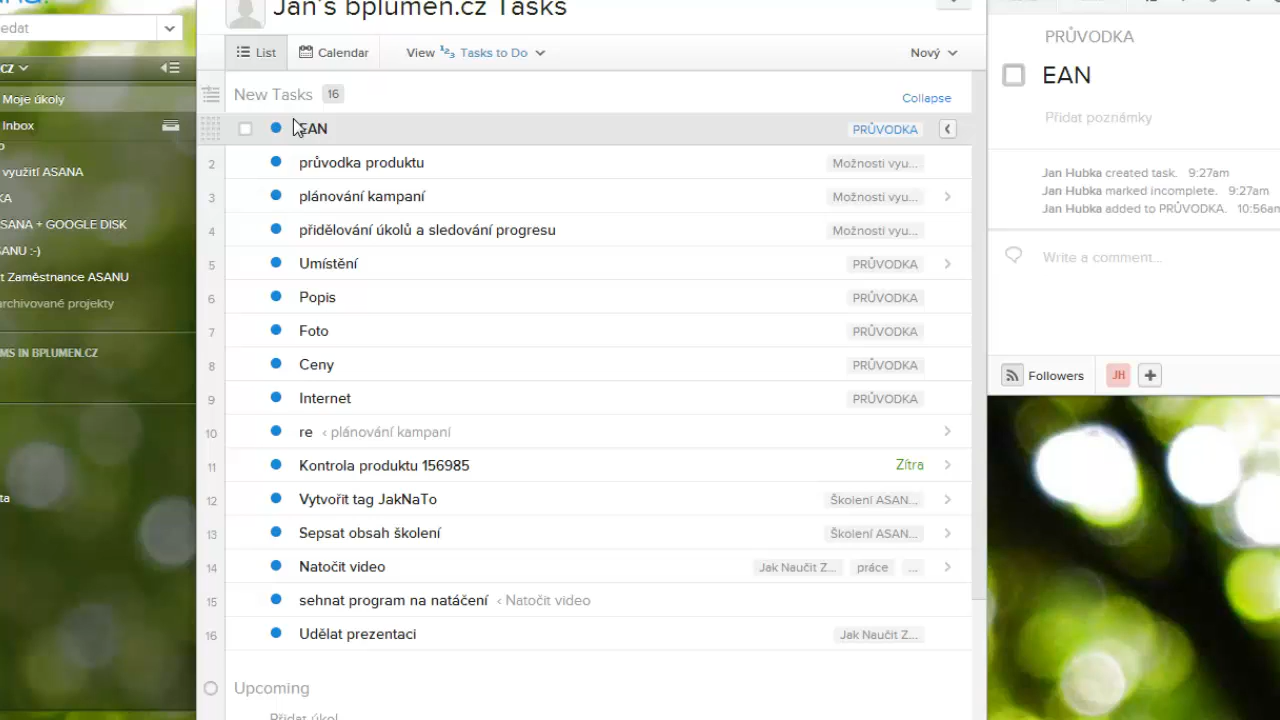 edat
CZ
Moje úkoly
Inbox
o
využití ASANA
KA
ASANA + GOOGLE DISK
SANU :-)
t Zaměstnance ASANU
archivované projekty
MS IN BPLUMEN.CZ
ta
Jan's bplumen.cz Tasks
List
Calendar
View
Tasks to Do
Nový
New Tasks 16
Collapse
EAN PRŮVODKA
2 průvodka produktu Možnosti vyu...
3 plánování kampaní Možnosti vyu...
4 přidělování úkolů a sledování progresu Možnosti vyu...
5 Umístění PRŮVODKA
6 Popis PRŮVODKA
7 Foto PRŮVODKA
8 Ceny PRŮVODKA
9 Internet PRŮVODKA
10 re ‹ plánování kampaní
11 Kontrola produktu 156985 Zítra
12 Vytvořit tag JakNaTo Školení ASAN...
13 Sepsat obsah školení Školení ASAN...
14 Natočit video Jak Naučit Z... práce ...
15 sehnat program na natáčení ‹ Natočit video
16 Udělat prezentaci Jak Naučit Z...
Upcoming
Přidat úkol
PRŮVODKA
EAN
Přidat poznámky
Jan Hubka created task. 9:27am
Jan Hubka marked incomplete. 9:27am
Jan Hubka added to PRŮVODKA. 10:56am
Write a comment...
Followers JH +